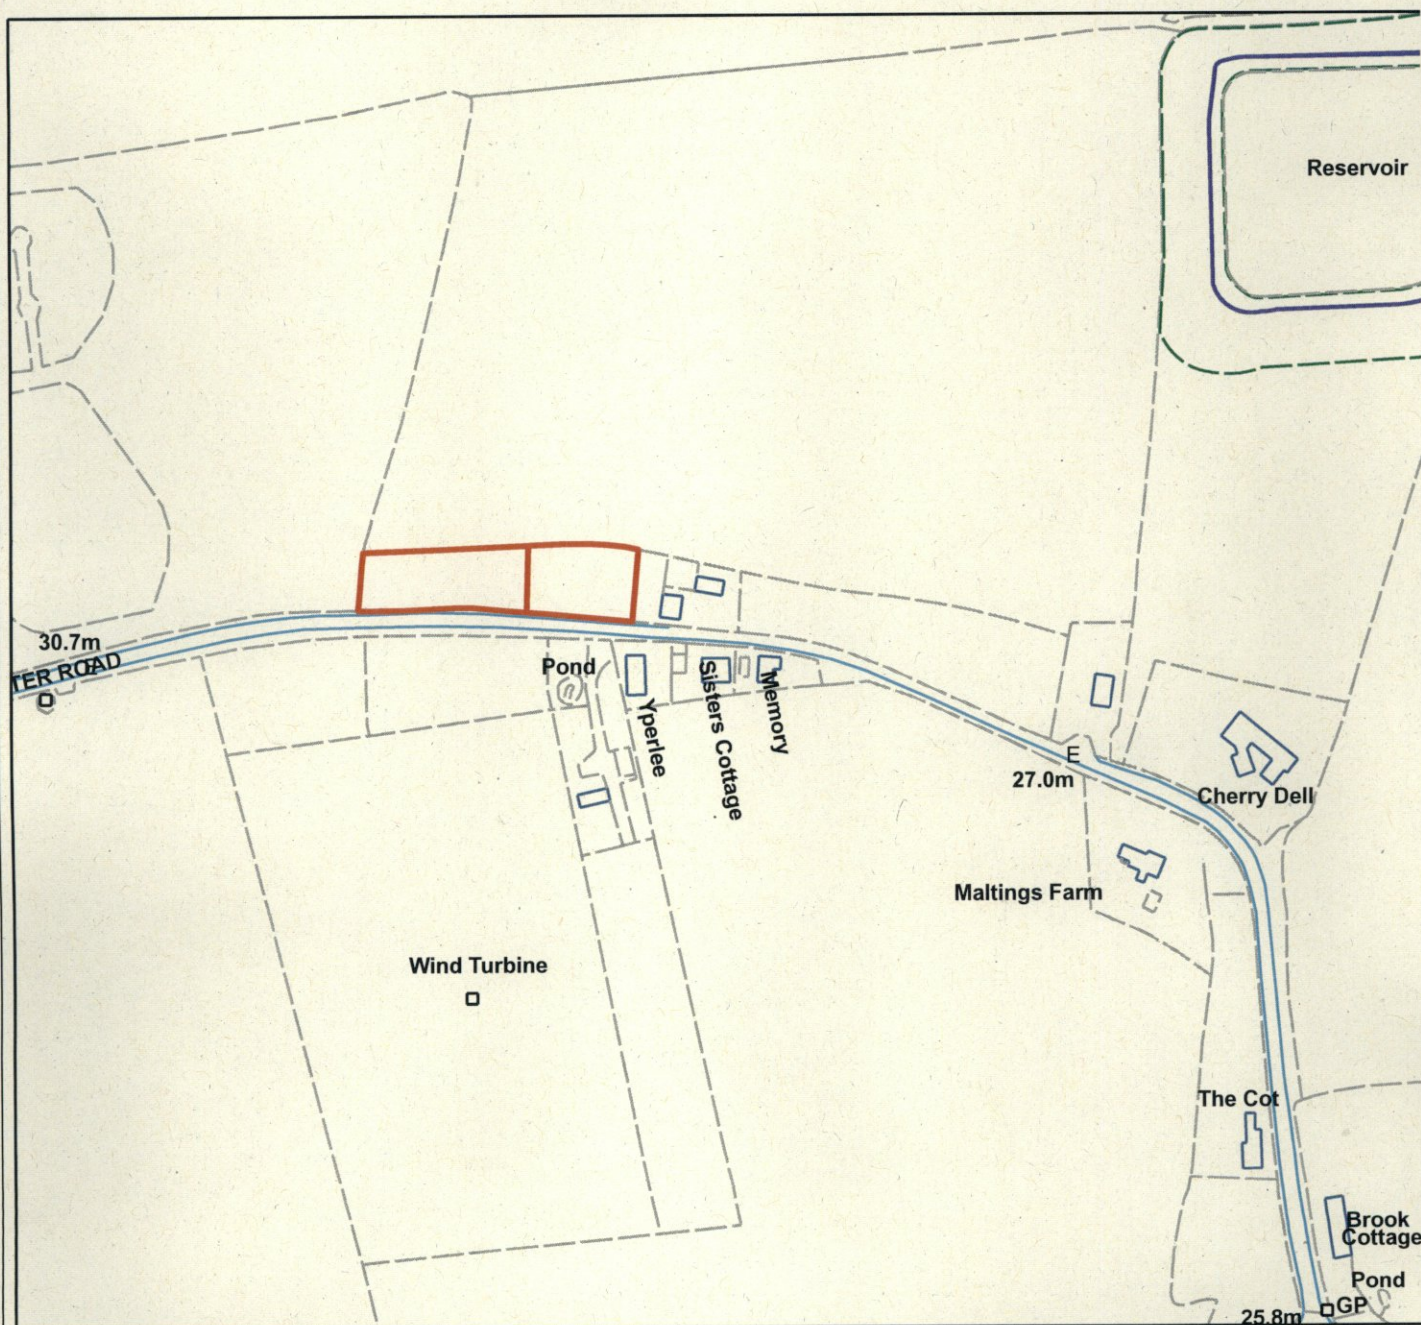 Reservoir
30.7m
TER ROAD
Pond
Yperlee
Sisters Cottage
Memory
E
27.0m
Cherry Dell
Maltings Farm
Wind Turbine
The Cot
Brook
Cottage
Pond
GP
25.8m